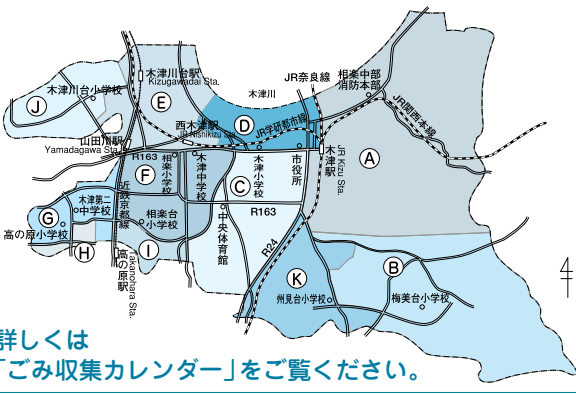 JR奈良線
相楽中部
消防本部
木津川台駅
Kizugawadai Sta.
木津川
木津川台小学校
J
E
D
西木津駅
JR Nishikizu Sta.
JR学研都市線
JR関西本線
山田川駅
Yamadagawa Sta.
R163
相楽小学校
木津中学校
木津小学校
市役所
木津駅
JR Kizu Sta.
A
F
C
木津第二
中学校
近鉄京都線
相楽台
小学校
R163
G
高の原小学校
H
高の原駅
Takanohara Sta.
I
中央体育館
R24
K
州見台小学校
B
梅美台小学校
詳しくは
「ごみ収集カレンダー」をご覧ください。